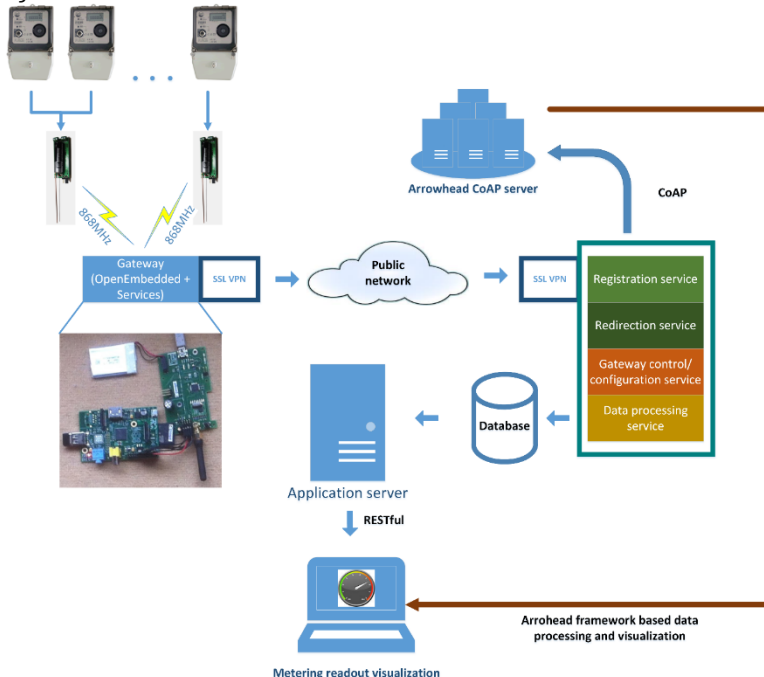 Arrowhead CoAP server
CoAP
868MHz
868MHz
Gateway
(OpenEmbedded +
Services)
SSL VPN
Public
network
SSL VPN
Registration service
Redirection service
Gateway control/
configuration service
Data processing
service
Database
Application server
RESTful
Arrohead framework based data
processing and visualization
Metering readout visualization